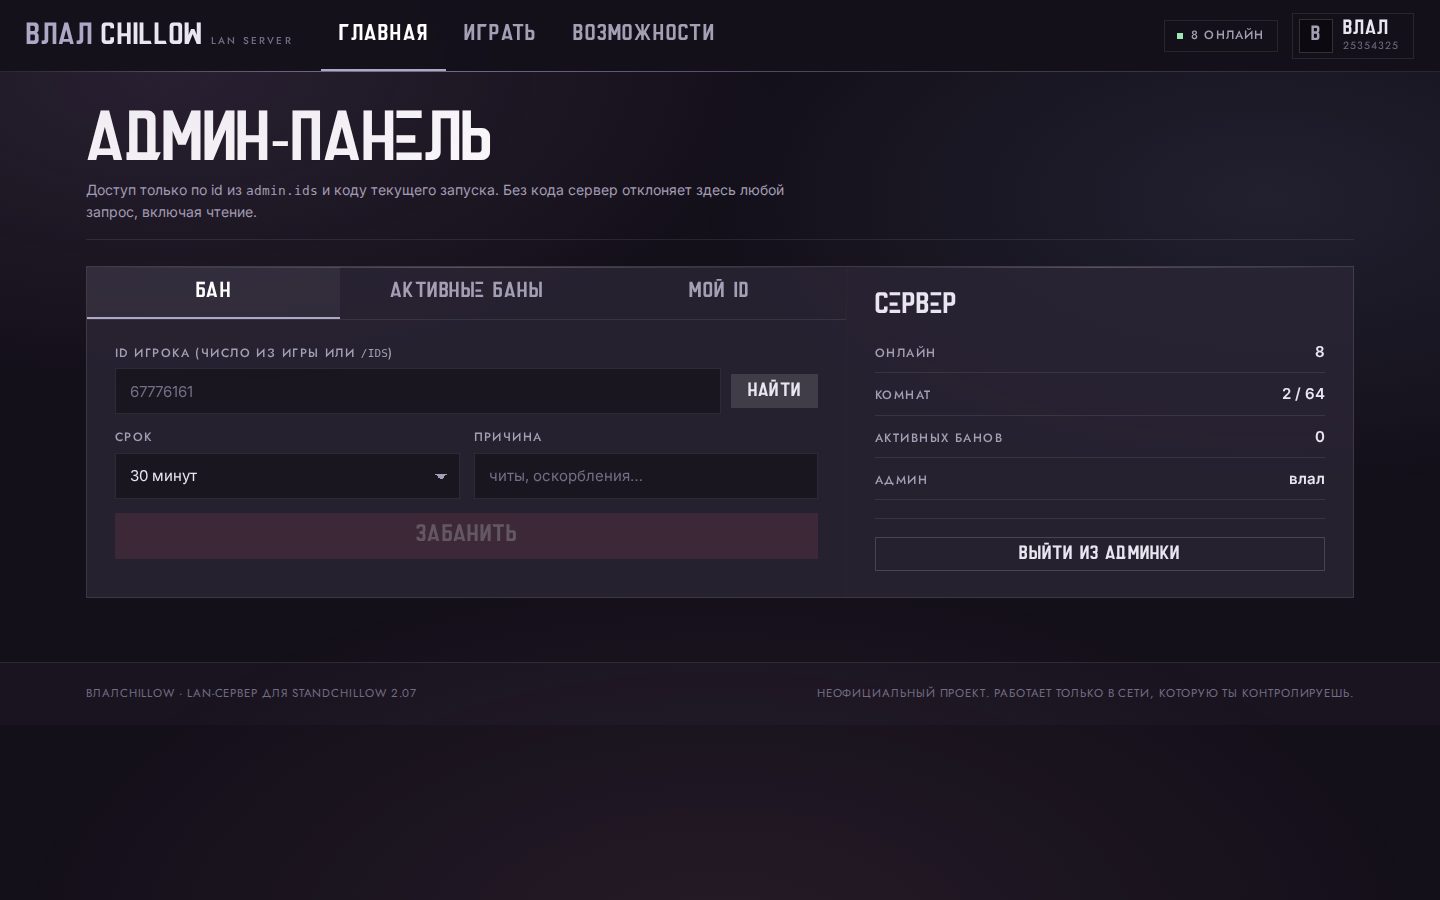 ВЛАЛ CHILLOW LAN SERVER ГЛАВНАЯ ИГРАТЬ ВОЗМОЖНОСТИ 8 ОНЛАЙН В ВЛАЛ
25354325
АДМИН-ПАНЕЛЬ
Доступ только по id из admin.ids и коду текущего запуска. Без кода сервер отклоняет здесь любой
запрос, включая чтение.
БАН АКТИВНЫЕ БАНЫ МОЙ ID
ID ИГРОКА (ЧИСЛО ИЗ ИГРЫ ИЛИ /IDS)
67776161 НАЙТИ
СРОК ПРИЧИНА
30 минут читы, оскорбления...
ЗАБАНИТЬ
СЕРВЕР
ОНЛАЙН 8
КОМНАТ 2 / 64
АКТИВНЫХ БАНОВ 0
АДМИН влал
ВЫЙТИ ИЗ АДМИНКИ
ВЛАЛCHILLOW · LAN-СЕРВЕР ДЛЯ STANDCHILLOW 2.07 НЕОФИЦИАЛЬНЫЙ ПРОЕКТ. РАБОТАЕТ ТОЛЬКО В СЕТИ, КОТОРУЮ ТЫ КОНТРОЛИРУЕШЬ.